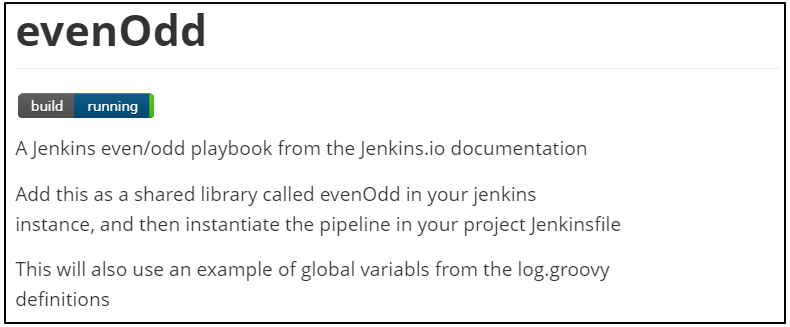 evenOdd
build running
A Jenkins even/odd playbook from the Jenkins.io documentation
Add this as a shared library called evenOdd in your jenkins
instance, and then instantiate the pipeline in your project Jenkinsfile
This will also use an example of global variabls from the log.groovy
definitions